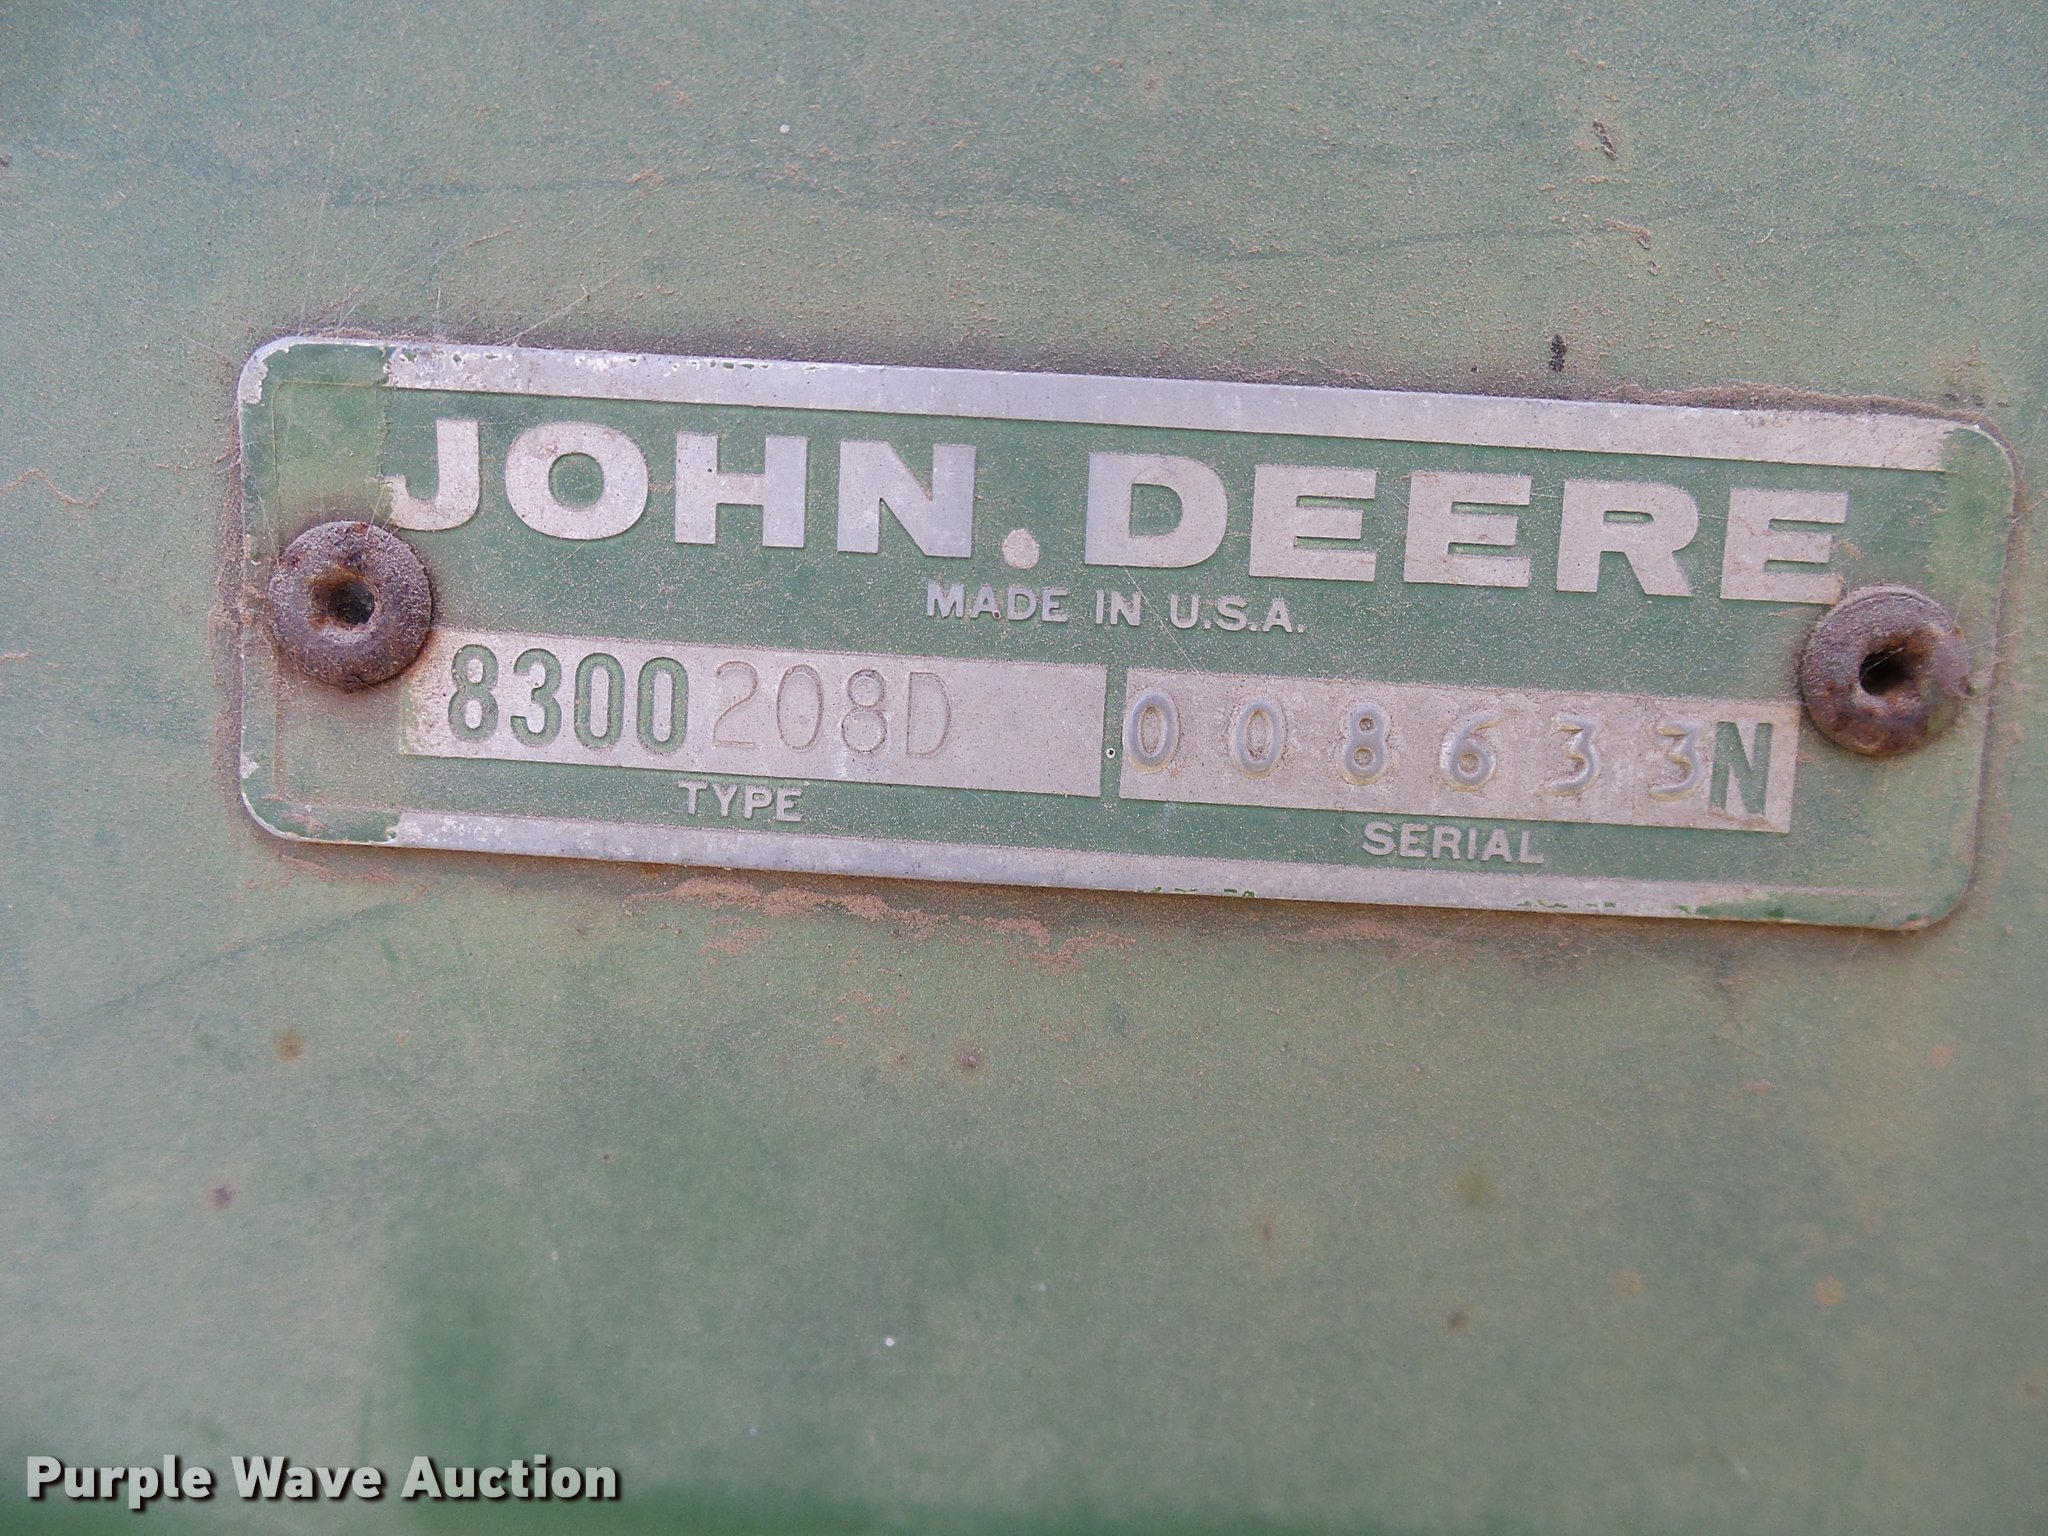 JOHN. DEERE
MADE IN U.S.A.
8300 208D 008633N
TYPE SERIAL
Purple Wave Auction